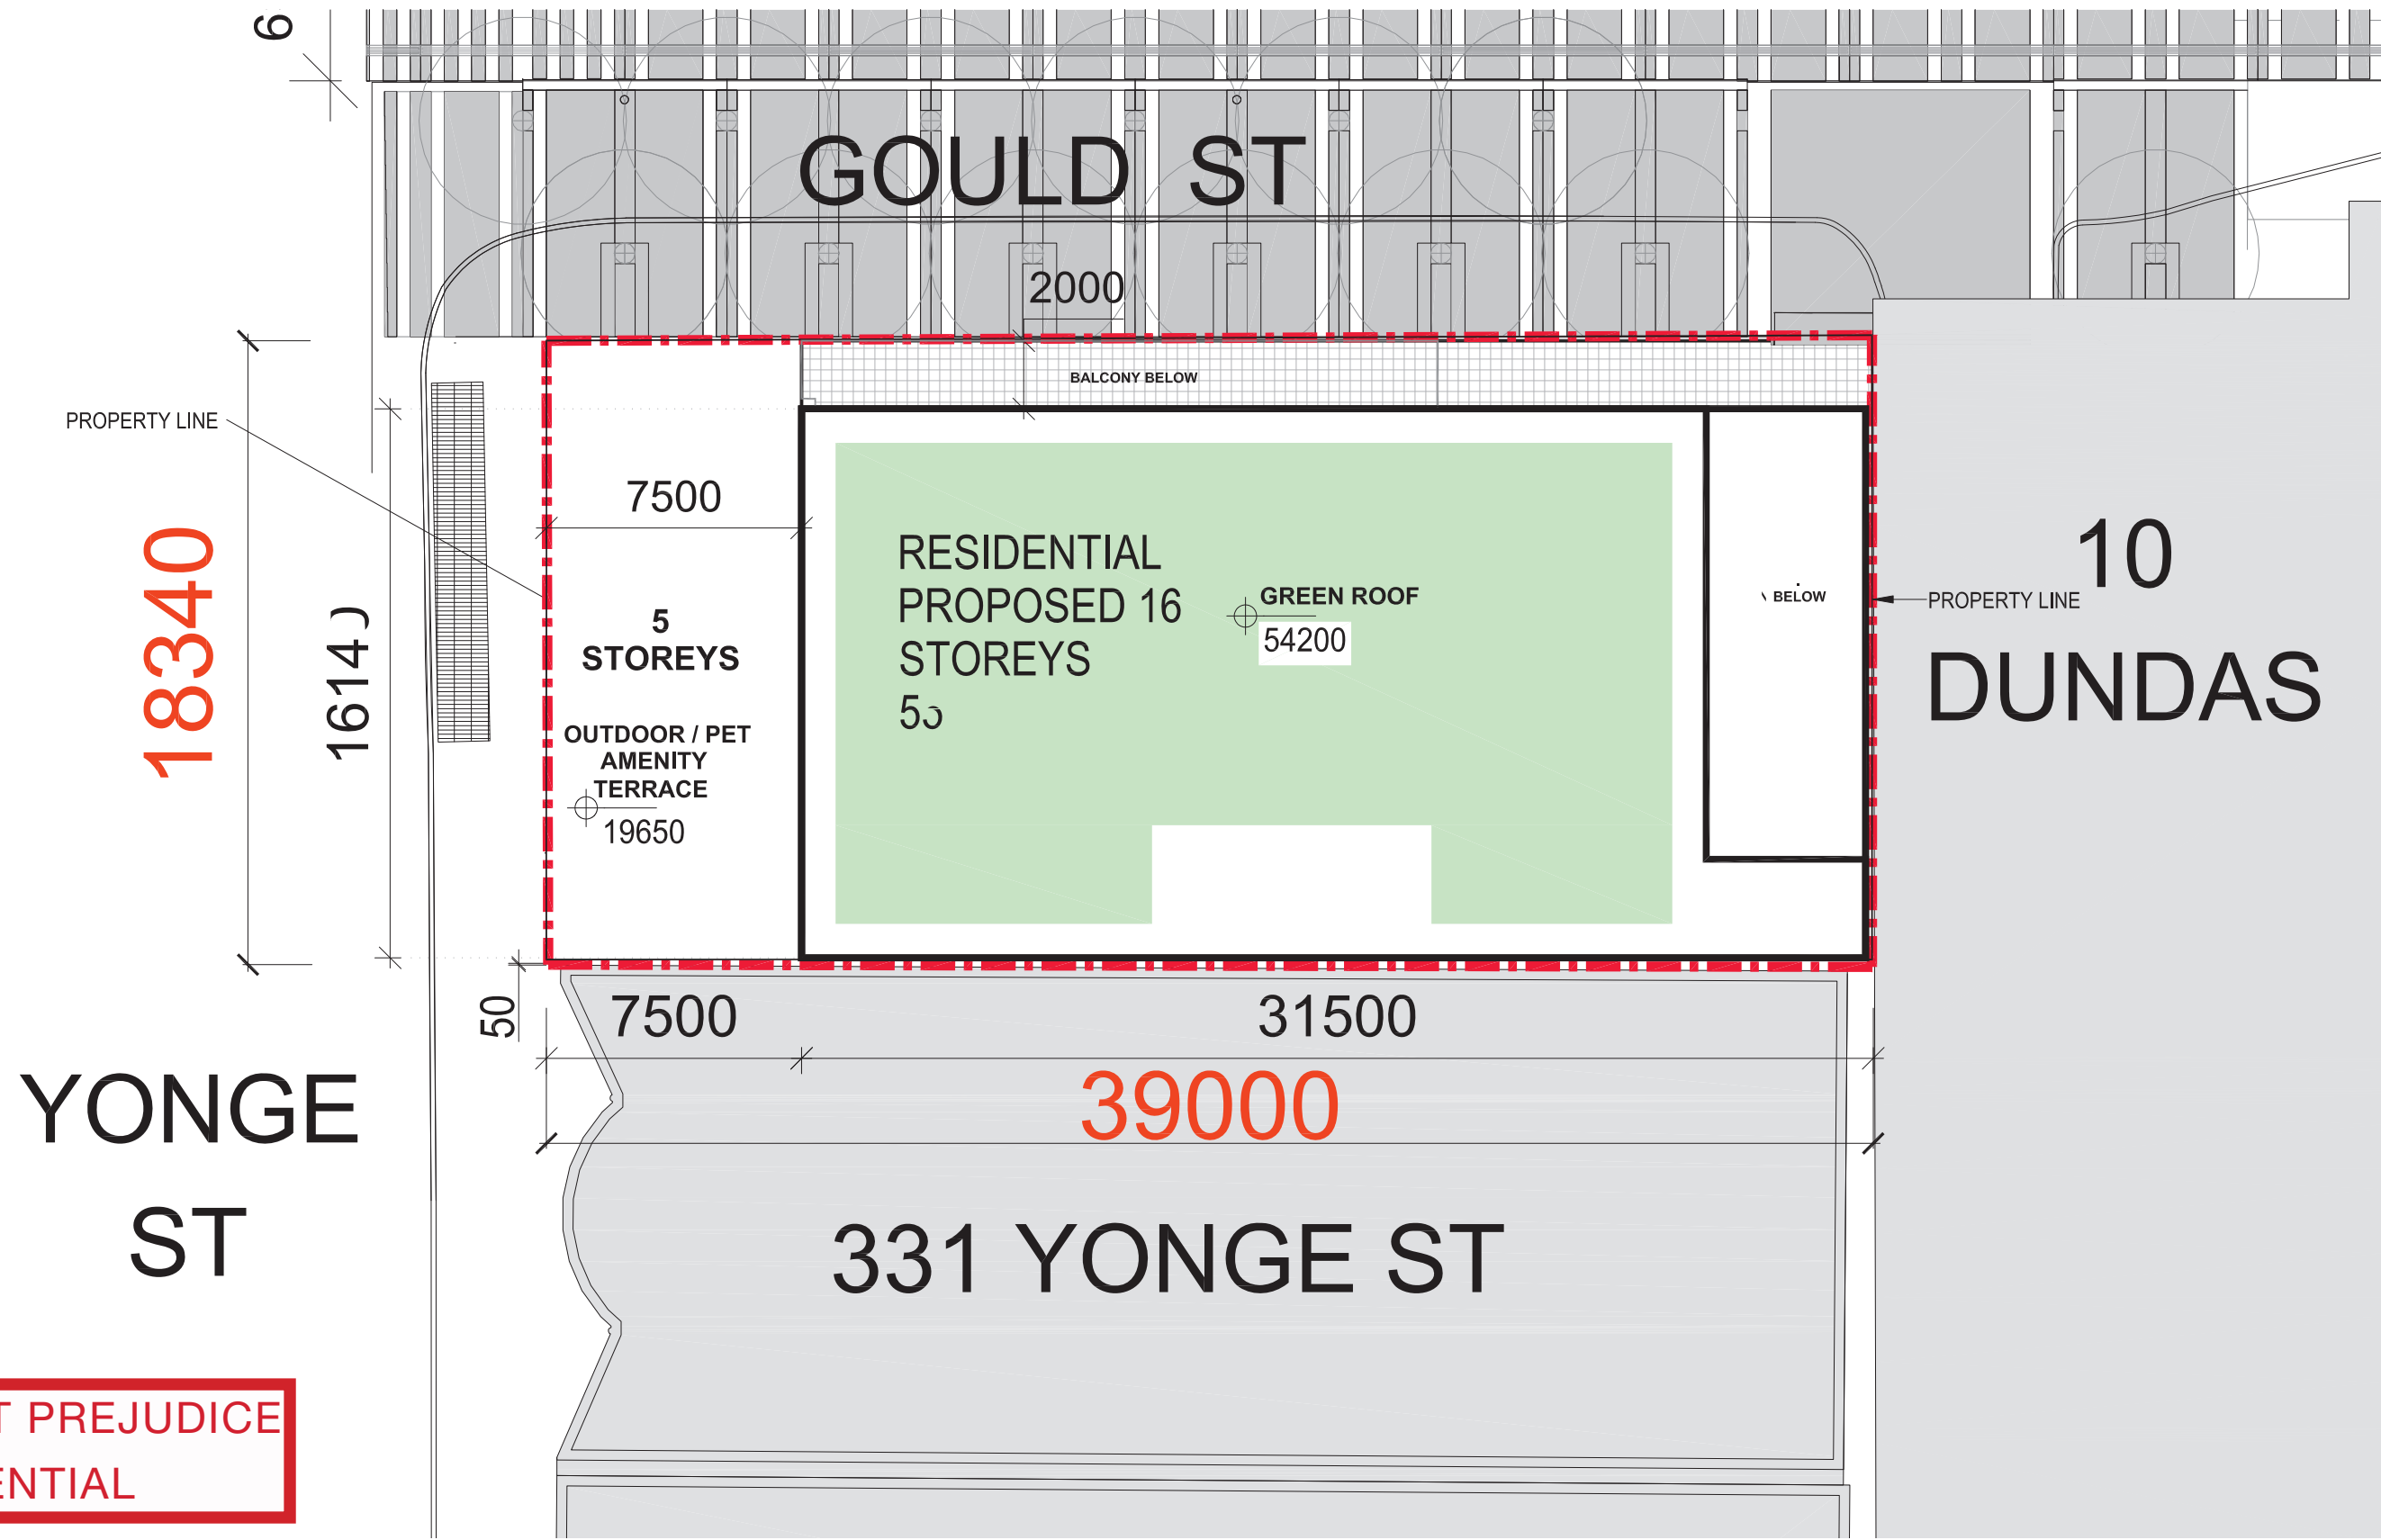 6
GOULD ST
2000
BALCONY BELOW
PROPERTY LINE
7500
18340
RESIDENTIAL
PROPOSED 16
STOREYS
GREEN ROOF
54200
5
STOREYS
BELOW
10
DUNDAS
PROPERTY LINE
OUTDOOR / PET
AMENITY
TERRACE
19650
50
7500
31500
39000
YONGE
ST
331 YONGE ST
PREJUDICE